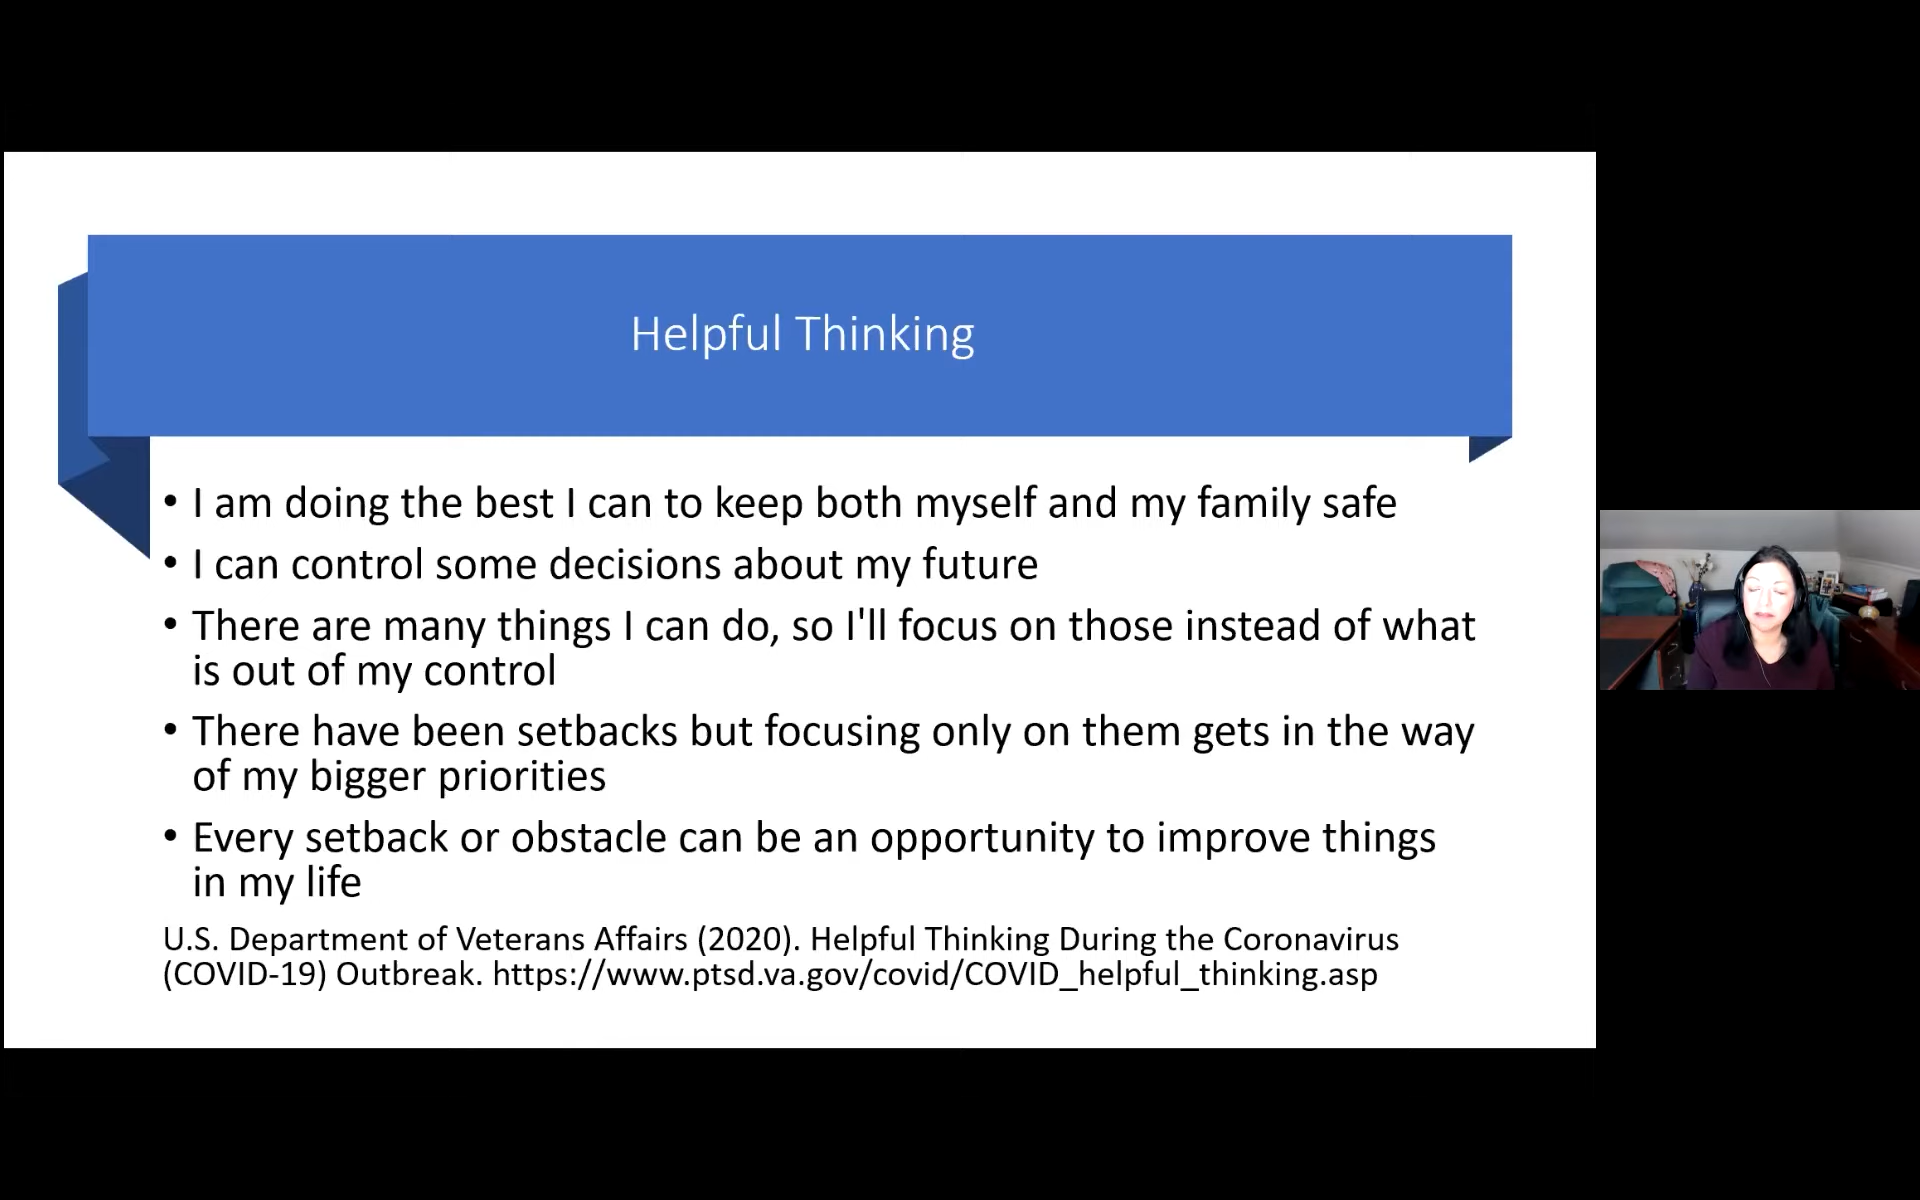 Helpful Thinking
• I am doing the best I can to keep both myself and my family safe
• I can control some decisions about my future
• There are many things I can do, so I'll focus on those instead of what
is out of my control
• There have been setbacks but focusing only on them gets in the way
of my bigger priorities
• Every setback or obstacle can be an opportunity to improve things
in my life
U.S. Department of Veterans Affairs (2020). Helpful Thinking During the Coronavirus
(COVID-19) Outbreak. https://www.ptsd.va.gov/covid/COVID_helpful_thinking.asp